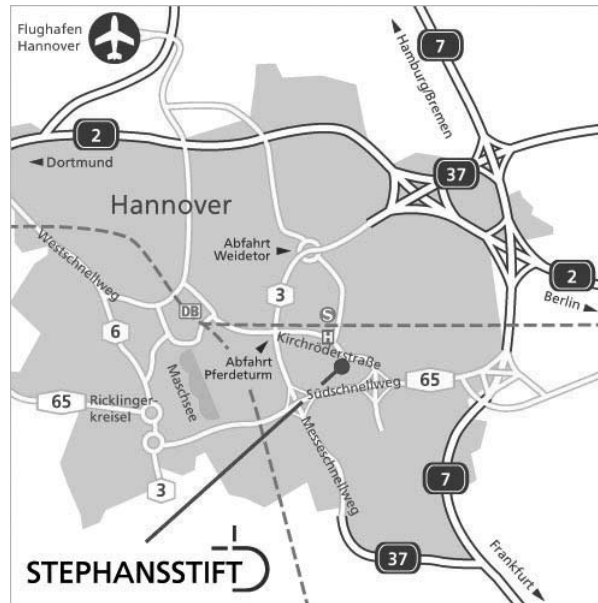 Flughafen
Hannover
7
Hamburg/Bremen
2
Dortmund
37
Hannover
Westschnellweg
Abfahrt
Weidetor
2
Berlin
3
DB
S
H
6
Kirchröderstraße
Abfahrt
Pferdeturm
Maschsee
65
Ricklinger-
kreisel
Südschnellweg
65
Messeschnellweg
3
7
37
Frankfurt
STEPHANSSTIFT